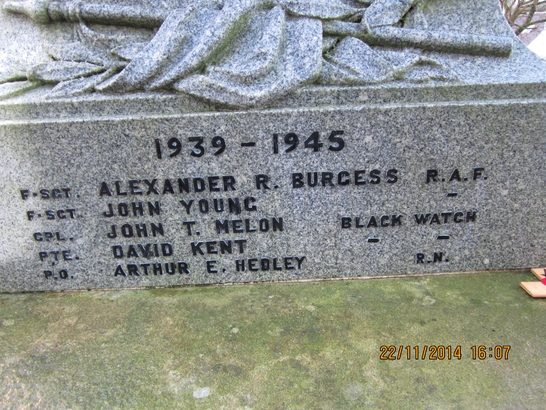 1939 - 1945
F-SGT. ALEXANDER R. BURGESS R.A.F.
F-SGT. JOHN YOUNG -
CPL. JOHN T. MELON BLACK WATCH
PTE. DAVID KENT - -
P.O. ARTHUR E. HEDLEY R.N.
22/11/2014 16:07